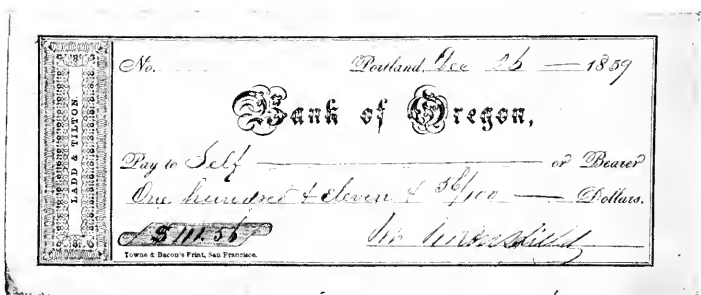 LADD & TILTON.
No. Portland, Dec 26 1859
Bank of Oregon,
Pay to Self or Bearer
One hundred & eleven & 56/100 Dollars.
$ 111.56
Towne & Bacon's Print, San Francisco.